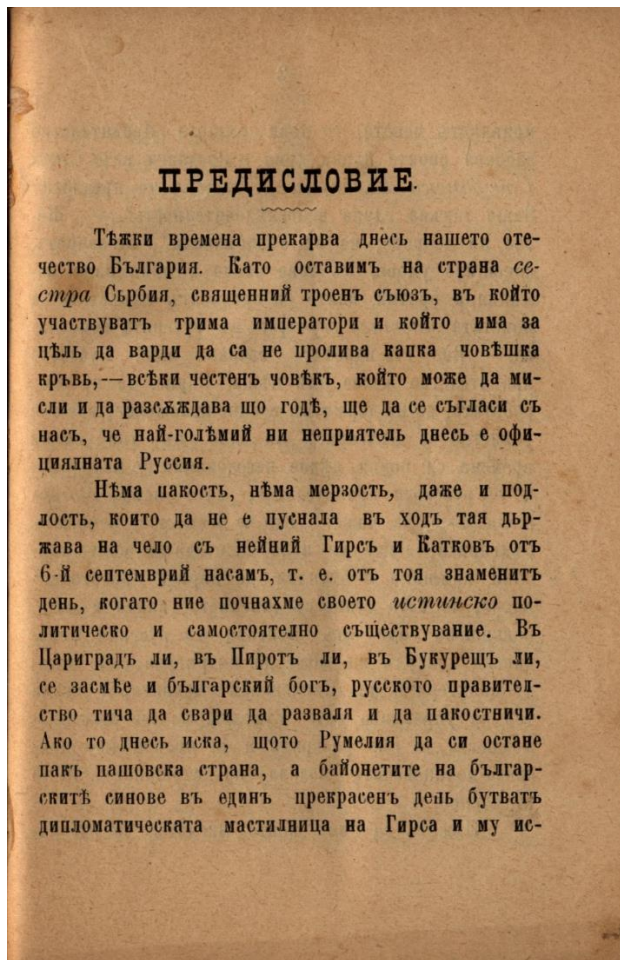 ПРЕДИСЛОВИЕ.
Тѣжки времена прекарва днесь нашето оте-
чество България. Като оставимъ на страна се-
стра Сърбия, священний троенъ съюзъ, въ който
участвуватъ трима императори и който има за
цѣль да варди да са не пролива капка човѣшка
кръвь,—всѣки честенъ човѣкъ, който може да ми-
сли и да разсѫждава що годѣ, ще да се съгласи съ
насъ, че най-голѣмий ни неприятель днесь е офи-
циялната Руссия.
Нѣма пакость, нѣма мерзость, даже и под-
лость, които да не е пуснала въ ходъ тая дър-
жава на чело съ нейний Гирсъ и Катковъ отъ
6-й септемврий насамъ, т. е. отъ тоя знаменитъ
день, когато ние почнахме своето истинско по-
литическо и самостоятелно съществувание. Въ
Цариградъ ли, въ Пиротъ ли, въ Букурещъ ли,
се засмѣе и българский богъ, русското правител-
ство тича да свари да разваля и да пакостничи.
Ако то днесь иска, щото Румелия да си остане
пакъ пашовска страна, а байонетите на българ-
скитѣ синове въ единъ прекрасенъ день бутватъ
дипломатическата мастялница на Гирса и му ис-